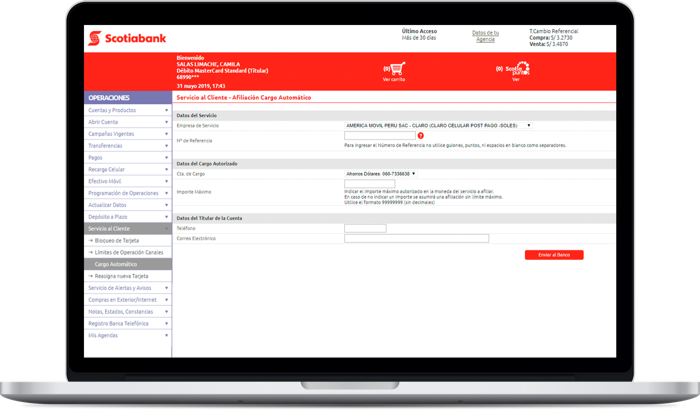 Scotiabank
Último Acceso
Más de 30 días
Datos de tu
Agencia
T.Cambio Referencial
Compra: S/ 3.2730
Venta: S/ 3.4670
Bienvenido
SALAS LIMACHE, CAMILA
Débito MasterCard Standard (Titular)
68990***
31 mayo 2019, 17:43
(0)
Ver carrito
(0) Scotia puntos
Ver
OPERACIONES
Cuentas y Productos
Abrir Cuenta
Campañas Vigentes
Transferencias
Pagos
Recarga Celular
Efectivo Móvil
Programación de Operaciones
Actualizar Datos
Depósito a Plazo
Servicio al Cliente
→ Bloqueo de Tarjeta
→ Límites de Operación Canales
Cargo Automático
→ Reasigna nueva Tarjeta
Servicio de Alertas y Avisos
Compras en Exterior/Internet
Notas, Estados, Constancias
Registro Banca Telefónica
Mis Agendas
Servicio al Cliente - Afiliación Cargo Automático
Datos del Servicio
Empresa de Servicio
AMERICA MOVIL PERU SAC - CLARO (CLARO CELULAR POST PAGO -SOLES)
Nº de Referencia
?
Para ingresar el Número de Referencia no utilice guiones, puntos, ni espacios en blanco como separadores.
Datos del Cargo Autorizado
Cta. de Cargo
Ahorros Dólares 090-7336638
Importe Máximo
Indicar el importe máximo autorizado en la moneda del servicio a afiliar.
En caso de no indicar un importe se asumirá una afiliación sin límite máximo.
Utilice el formato 99999999 (sin decimales)
Datos del Titular de la Cuenta
Teléfono
Correo Electrónico
Enviar al Banco